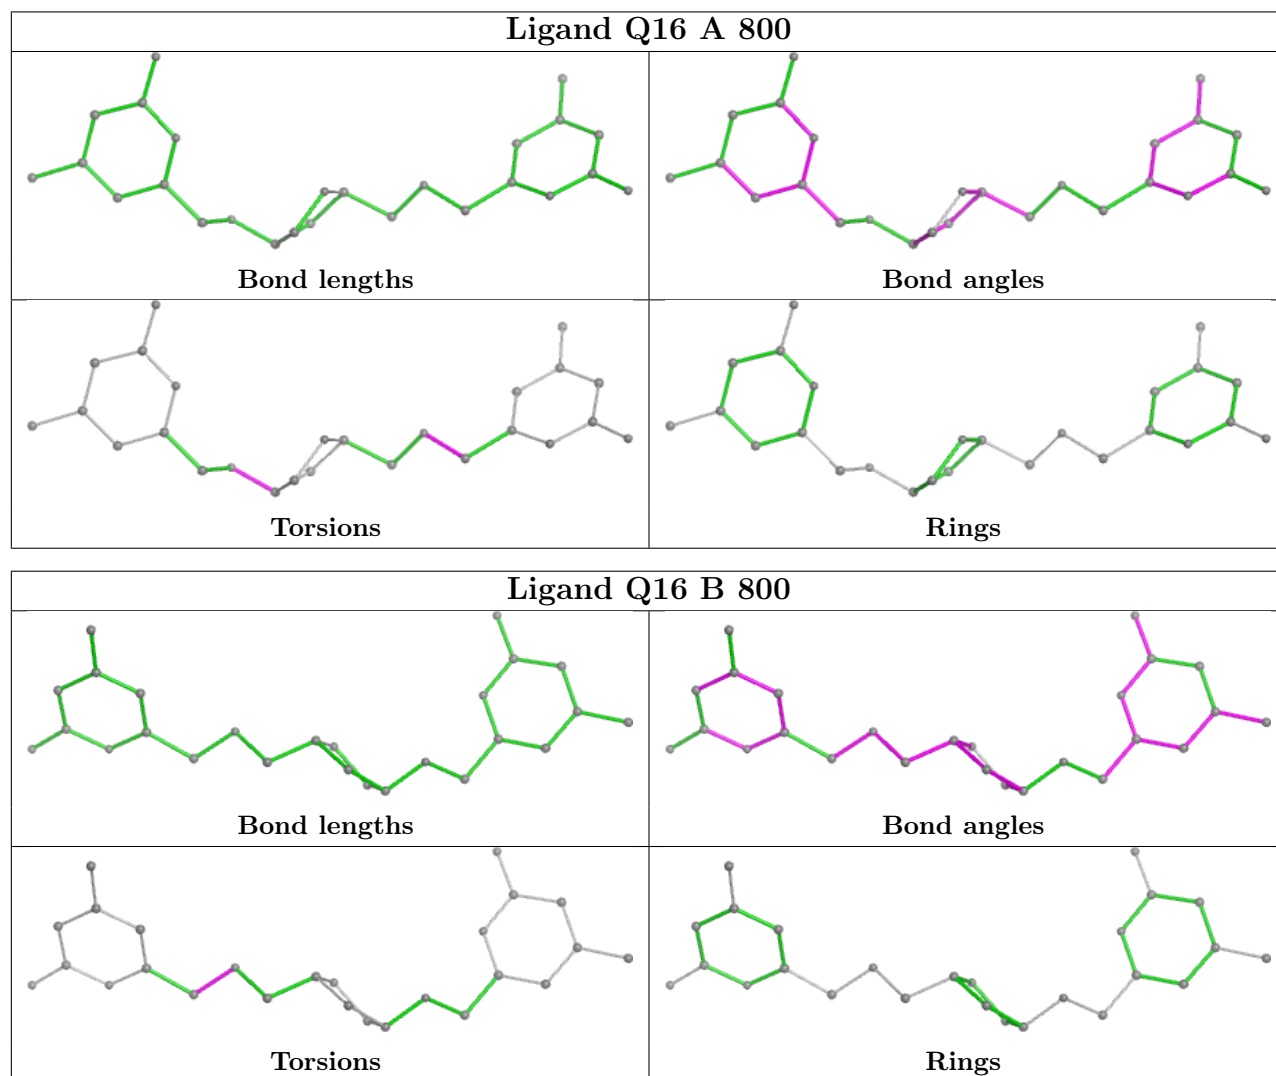 Ligand Q16 A 800
Bond lengths
Bond angles
Torsions
Rings
Ligand Q16 B 800
Bond lengths
Bond angles
Torsions
Rings